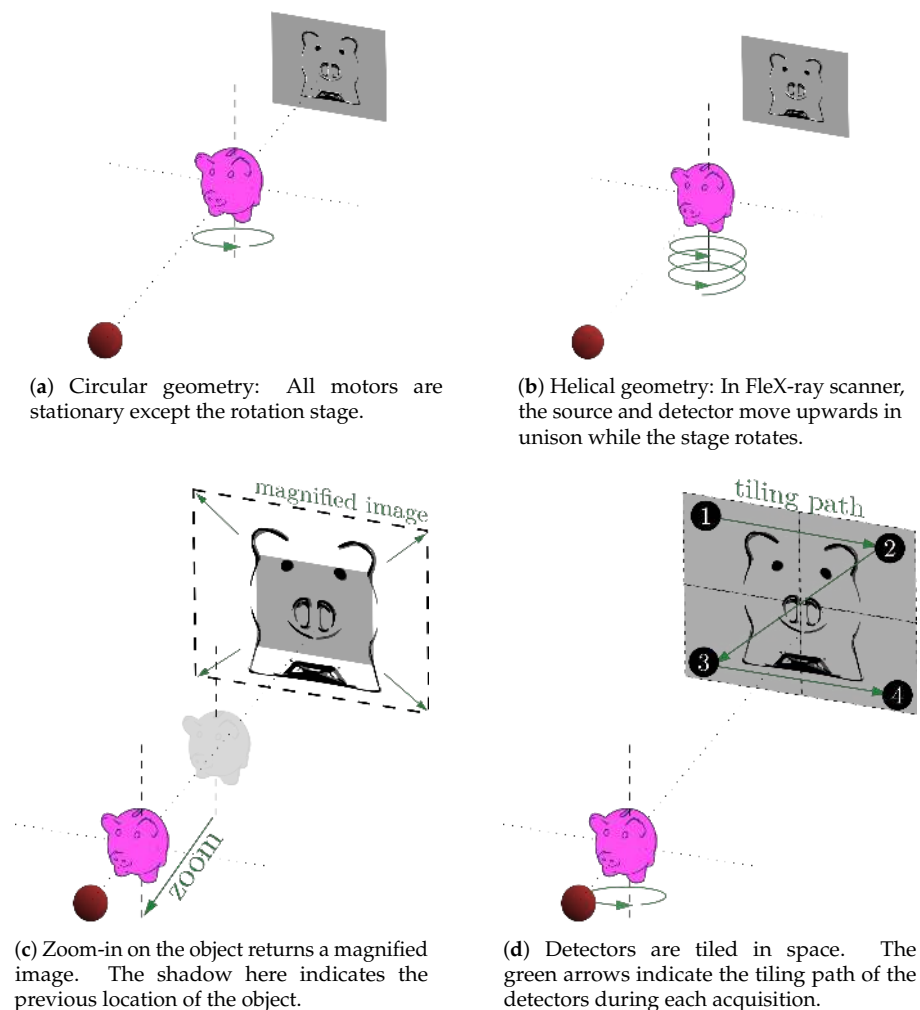 (a) Circular geometry: All motors are
stationary except the rotation stage.
(b) Helical geometry: In FleX-ray scanner,
the source and detector move upwards in
unison while the stage rotates.
magnified image
zoom
(c) Zoom-in on the object returns a magnified
image. The shadow here indicates the
previous location of the object.
tiling path
1
2
3
4
(d) Detectors are tiled in space. The
green arrows indicate the tiling path of the
detectors during each acquisition.